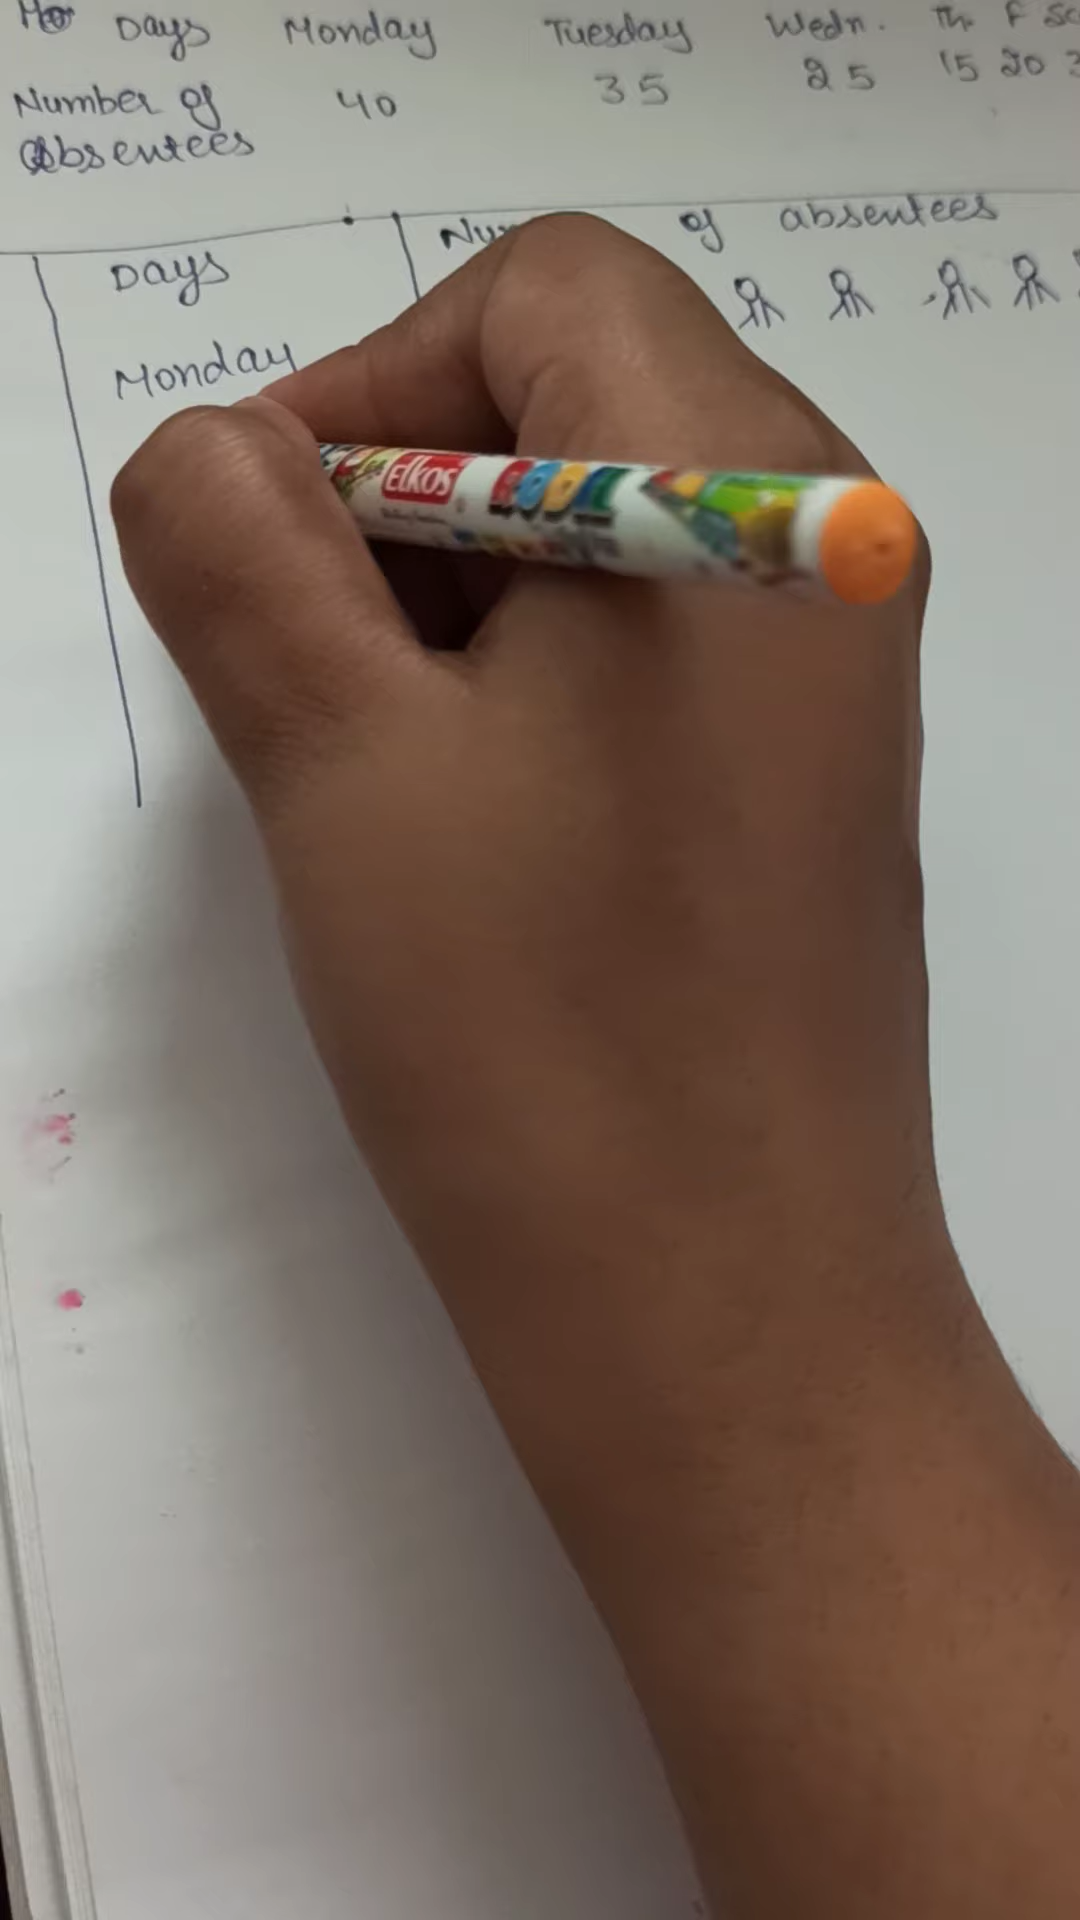 Days Monday Tuesday Wedn. Th F
Number of 40 35 25 15 20
absentees
Days of absentees
Monday
Elkos